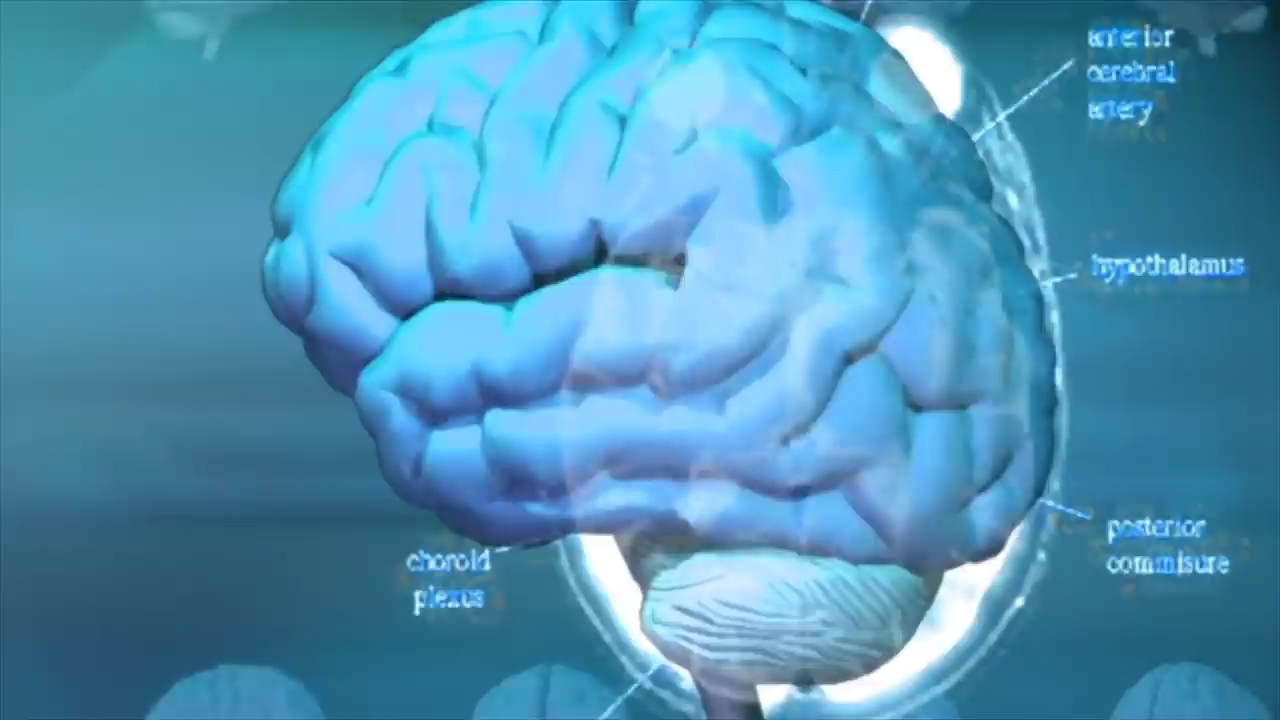 anterior
cerebral
artery
hypothalamus
posterior
commisure
choroid
plexus